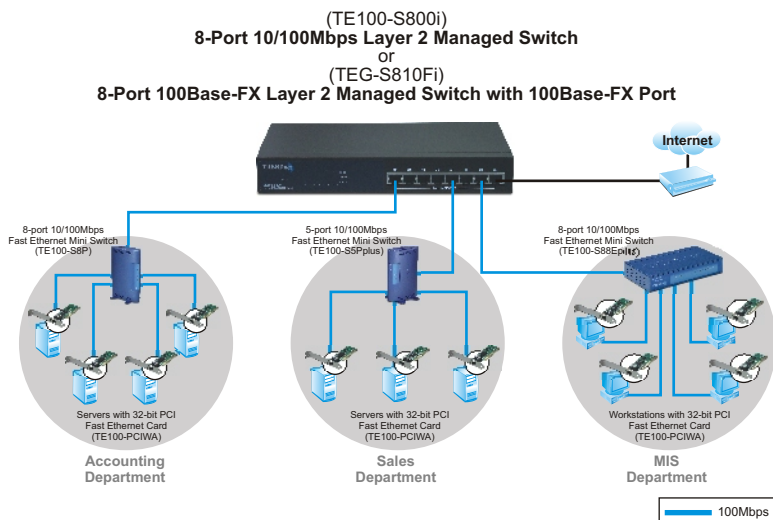 (TE100-S800i)
8-Port 10/100Mbps Layer 2 Managed Switch
or
(TEG-S810Fi)
8-Port 100Base-FX Layer 2 Managed Switch with 100Base-FX Port
Internet
8-port 10/100Mbps
Fast Ethernet Mini Switch
(TE100-S8P)
5-port 10/100Mbps
Fast Ethernet Mini Switch
(TE100-S5Pplus)
8-port 10/100Mbps
Fast Ethernet Mini Switch
(TE100-S88Eplus)
Servers with 32-bit PCI
Fast Ethernet Card
(TE100-PCIWA)
Servers with 32-bit PCI
Fast Ethernet Card
(TE100-PCIWA)
Workstations with 32-bit PCI
Fast Ethernet Card
(TE100-PCIWA)
Accounting
Department
Sales
Department
MIS
Department
100Mbps